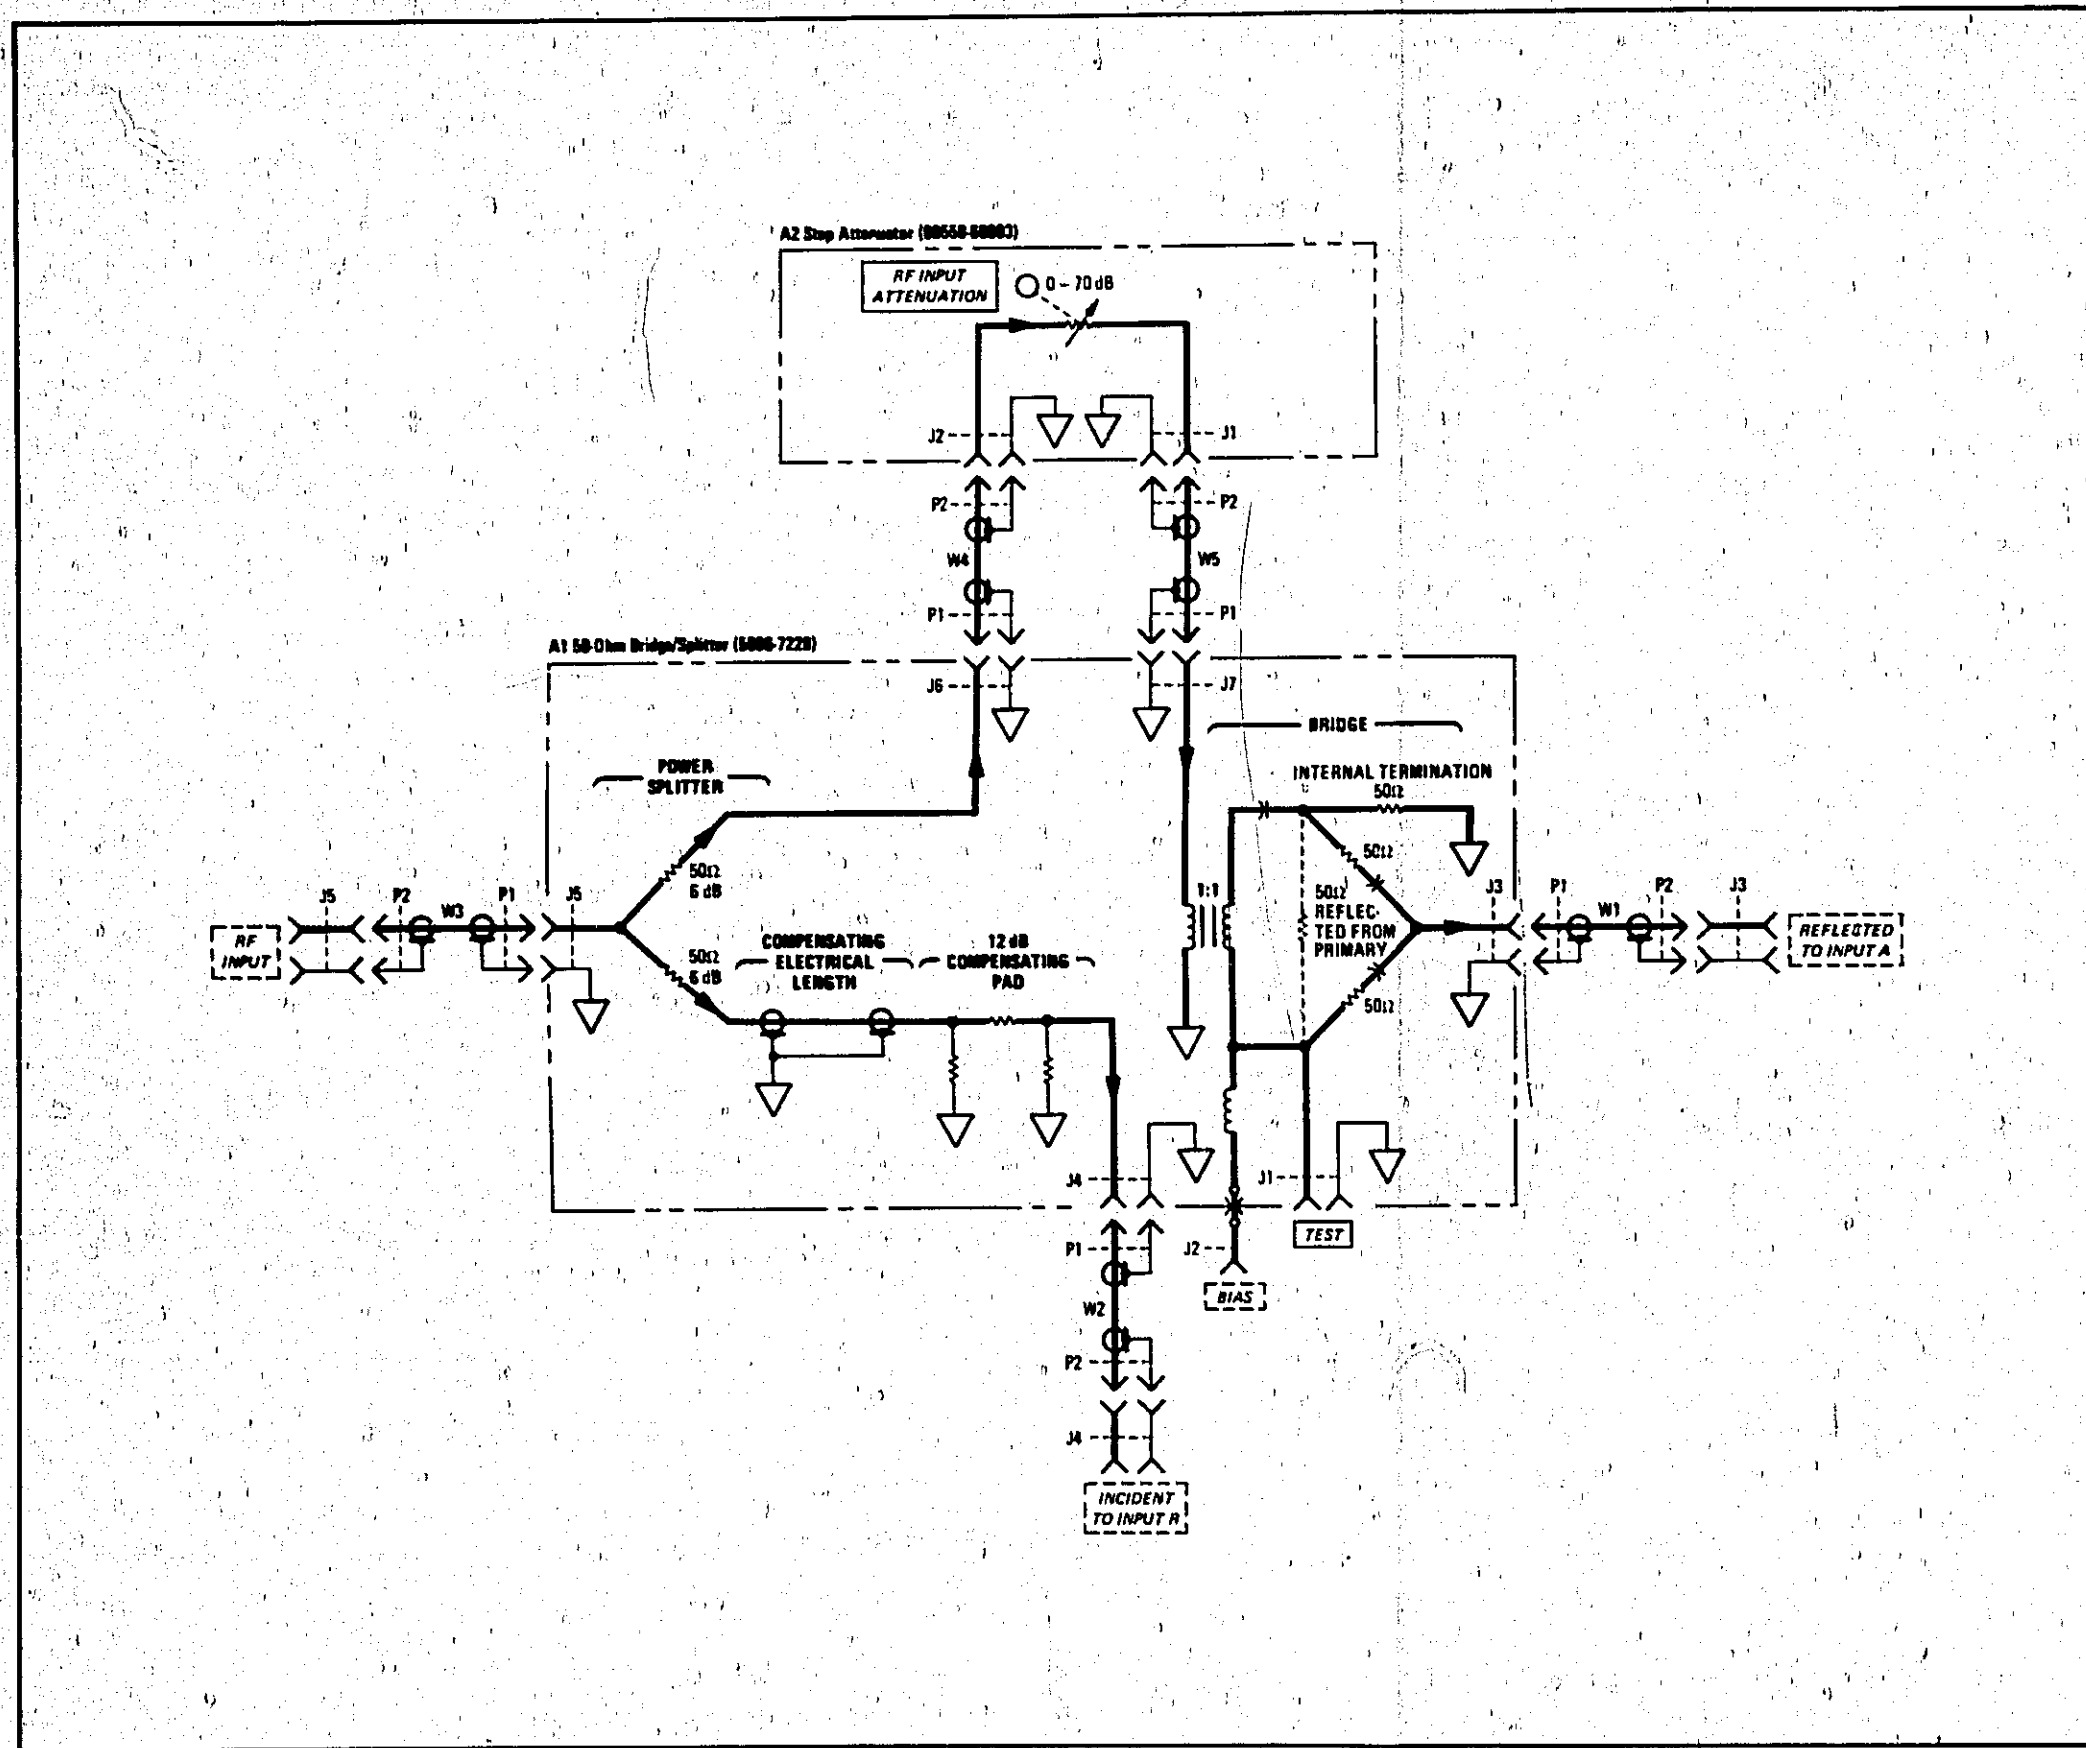 A2 Step Attenuator
RF INPUT
ATTENUATION
0 – 70 dB
J2
J1
P2
P2
W4
W5
P1
P1
A1 50-Ohm Bridge/Splitter
J6
J7
BRIDGE
POWER
SPLITTER
INTERNAL TERMINATION
50Ω
50Ω
50Ω
6 dB
1:1
50Ω
REFLEC-
TED FROM
PRIMARY
J5
P2
W3
P1
J5
J3
P1
W1
P2
J3
RF
INPUT
REFLECTED
TO INPUT A
50Ω
6 dB
COMPENSATING
ELECTRICAL
LENGTH
12 dB
COMPENSATING
PAD
50Ω
J4
J1
TEST
P1
J2
BIAS
W2
P2
J4
INCIDENT
TO INPUT R